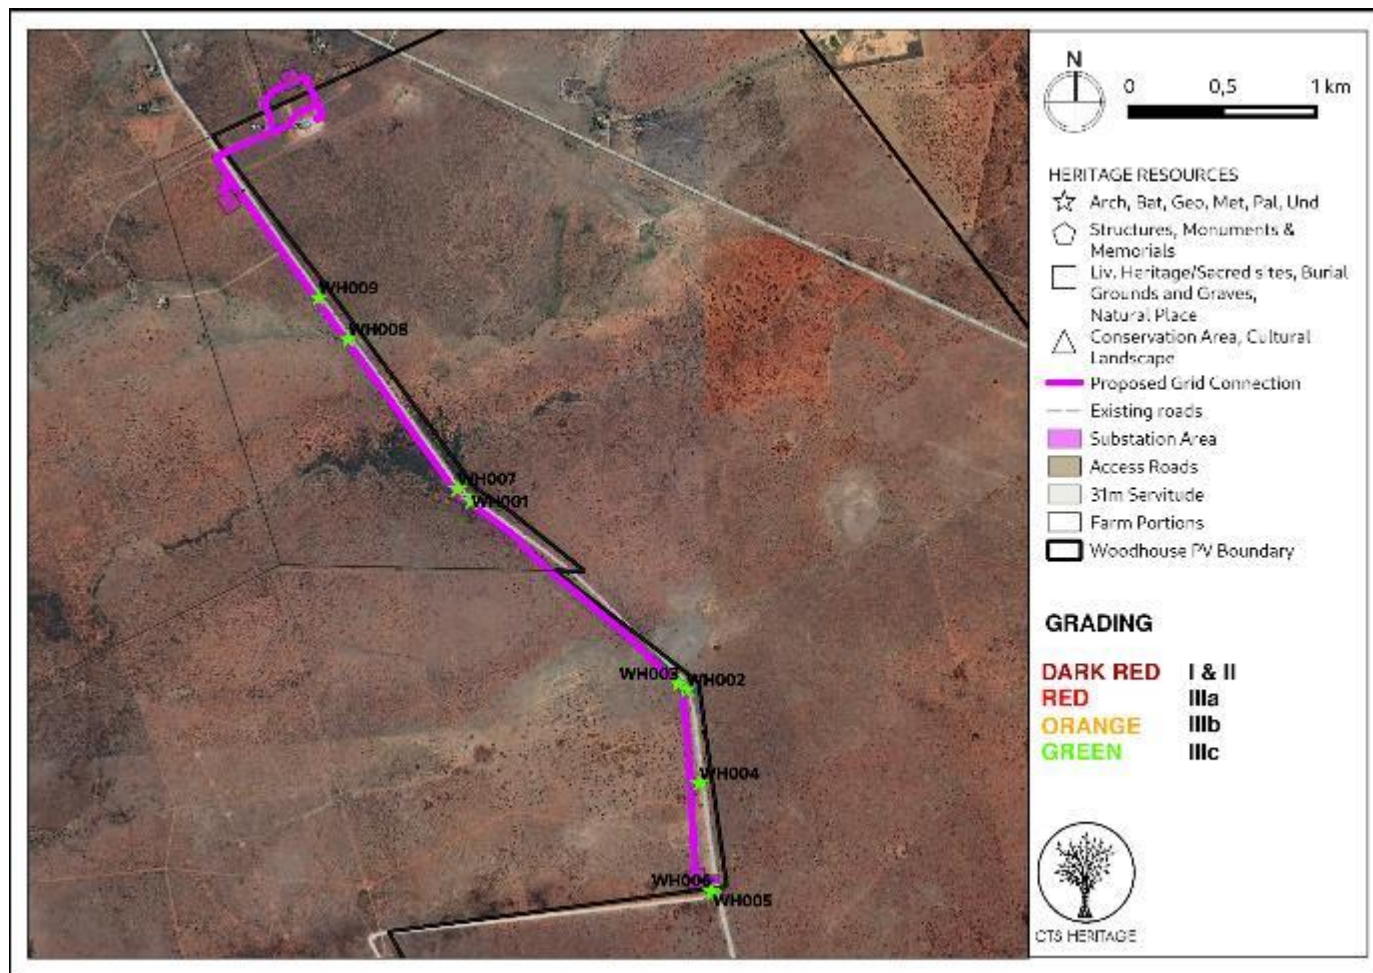 N
0 0,5 1 km
HERITAGE RESOURCES
Arch, Bat, Geo, Met, Pal, Und
Structures, Monuments &
Memorials
Liv. Heritage/Sacred sites, Burial
Grounds and Graves,
Natural Place
Conservation Area, Cultural
Landscape
Proposed Grid Connection
Existing roads
Substation Area
Access Roads
31m Servitude
Farm Portions
Woodhouse PV Boundary
GRADING
DARK RED I & II
RED IIIa
ORANGE IIIb
GREEN IIIc
CTS HERITAGE
WH009
WH008
WH007
WH001
WH003
WH002
WH004
WH006
WH005